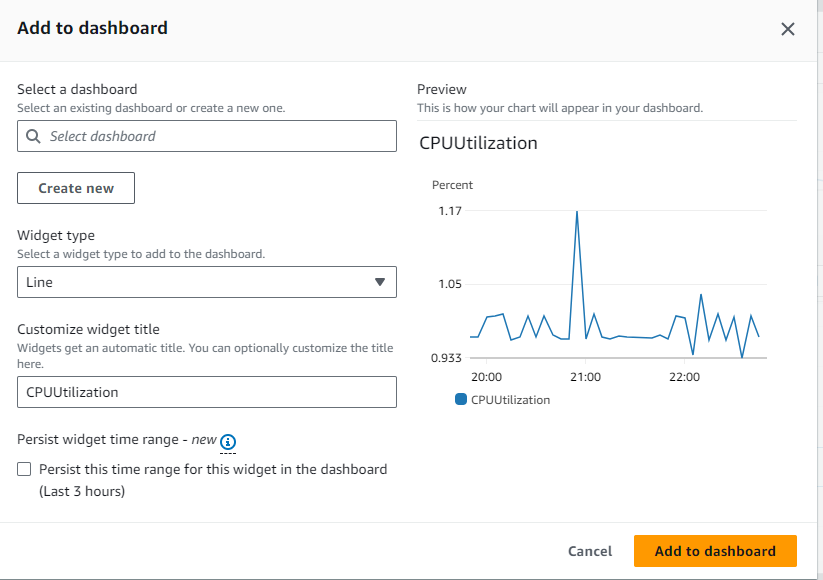 Add to dashboard
Select a dashboard
Select an existing dashboard or create a new one.
Select dashboard
Create new
Widget type
Select a widget type to add to the dashboard.
Line
Customize widget title
Widgets get an automatic title. You can optionally customize the title
here.
CPUUtilization
Persist widget time range - new
Persist this time range for this widget in the dashboard
(Last 3 hours)
Preview
This is how your chart will appear in your dashboard.
CPUUtilization
Percent
1.17
1.05
0.933
20:00 21:00 22:00
CPUUtilization
Cancel Add to dashboard